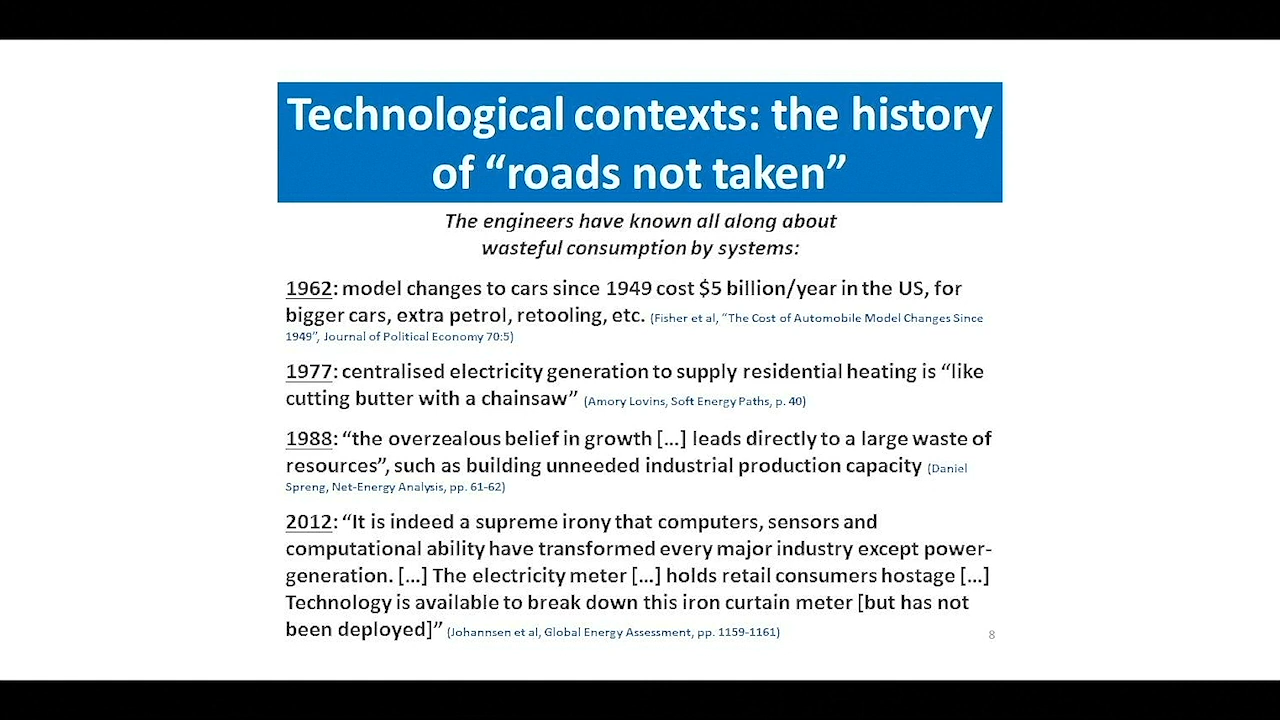 Technological contexts: the history
of “roads not taken”
The engineers have known all along about
wasteful consumption by systems:
1962: model changes to cars since 1949 cost $5 billion/year in the US, for
bigger cars, extra petrol, retooling, etc. (Fisher et al, “The Cost of Automobile Model Changes Since
1949”, Journal of Political Economy 70:5)
1977: centralised electricity generation to supply residential heating is “like
cutting butter with a chainsaw” (Amory Lovins, Soft Energy Paths, p. 40)
1988: “the overzealous belief in growth [...] leads directly to a large waste of
resources”, such as building unneeded industrial production capacity (Daniel
Spreng, Net-Energy Analysis, pp. 61-62)
2012: “It is indeed a supreme irony that computers, sensors and
computational ability have transformed every major industry except power-
generation. [...] The electricity meter [...] holds retail consumers hostage [...]
Technology is available to break down this iron curtain meter [but has not
been deployed]” (Johannsen et al, Global Energy Assessment, pp. 1159-1161)
8